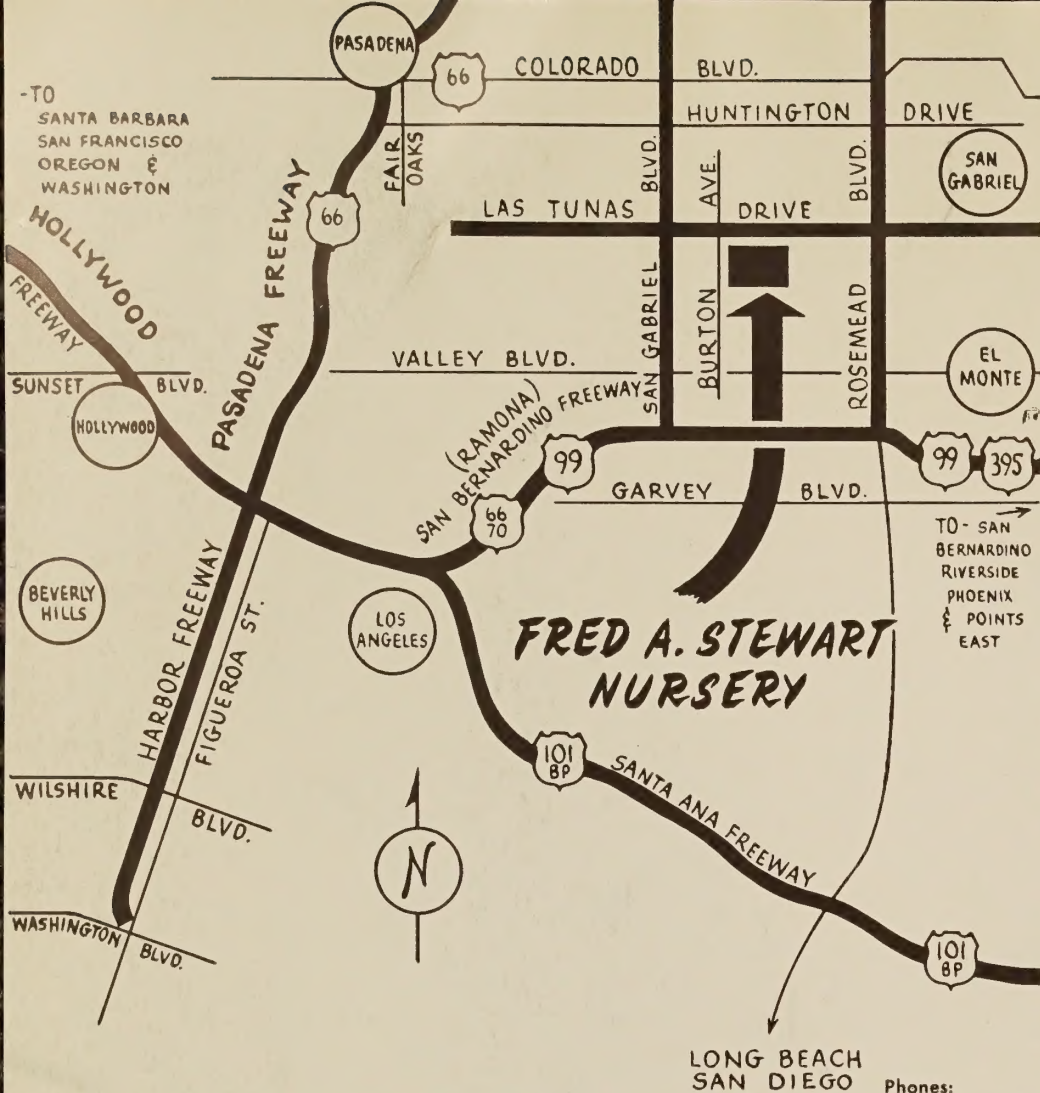 PASADENA
66
COLORADO BLVD.
-TO
SANTA BARBARA
SAN FRANCISCO
OREGON &
WASHINGTON
HUNTINGTON DRIVE
FAIR
OAKS
BLVD.
AVE.
BLVD.
SAN
GABRIEL
HOLLYWOOD
FREEWAY
PASADENA FREEWAY
66
LAS TUNAS DRIVE
SAN GABRIEL
BURTON
ROSEMEAD
VALLEY BLVD.
EL
MONTE
SUNSET BLVD.
HOLLYWOOD
(RAMONA)
SAN BERNARDINO FREEWAY
99
99
395
66
70
GARVEY BLVD.
TO- SAN
BERNARDINO
RIVERSIDE
PHOENIX
& POINTS
EAST
BEVERLY
HILLS
HARBOR FREEWAY
FIGUEROA ST.
LOS
ANGELES
FRED A. STEWART
NURSERY
101
BP
SANTA ANA FREEWAY
WILSHIRE
BLVD.
N
WASHINGTON
BLVD.
101
BP
LONG BEACH
SAN DIEGO
Phones: